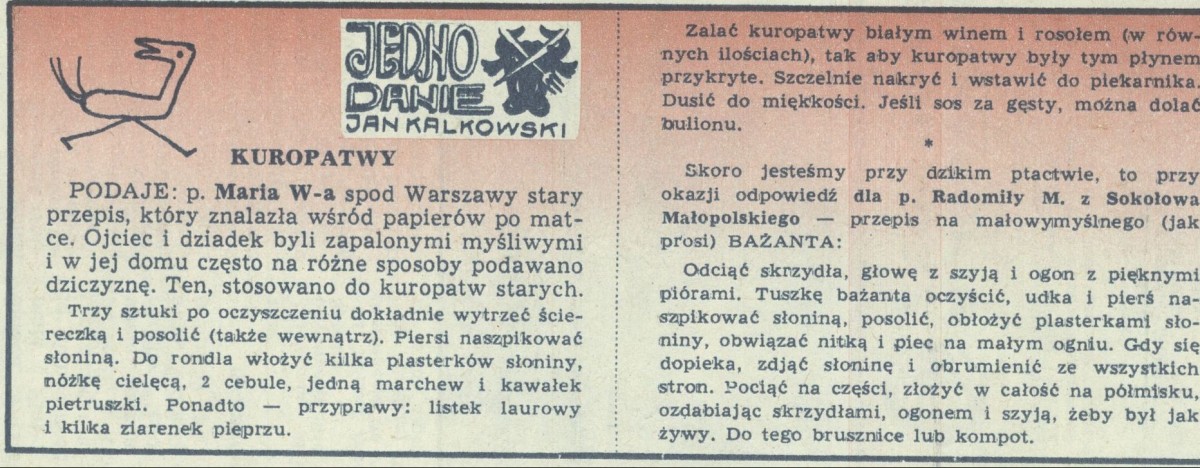 JEDNO
DANIE
JAN KALKOWSKI
KUROPATWY
PODAJE: p. Maria W-a spod Warszawy stary
przepis, który znalazła wśród papierów po mat-
ce. Ojciec i dziadek byli zapalonymi myśliwymi
i w jej domu często na różne sposoby podawano
dziczyznę. Ten, stosowano do kuropatw starych.
Trzy sztuki po oczyszczeniu dokładnie wytrzeć ście-
reczką i posolić (także wewnątrz). Piersi naszpikować
słoniną. Do rondla włożyć kilka plasterków słoniny,
nóżkę cielęcą, 2 cebule, jedną marchew i kawałek
pietruszki. Ponadto — przyprawy: listek laurowy
i kilka ziarenek pieprzu.
Zalać kuropatwy białym winem i rosołem (w rów-
nych ilościach), tak aby kuropatwy były tym płynem
przykryte. Szczelnie nakryć i wstawić do piekarnika.
Dusić do miękkości. Jeśli sos za gęsty, można dolać
bulionu.
*
Skoro jesteśmy przy dzikim ptactwie, to przy
okazji odpowiedź dla p. Radomiły M. z Sokołowa
Małopolskiego — przepis na małowymyślnego (jak
prosi) BAŻANTA:
Odciąć skrzydła, głowę z szyją i ogon z pięknymi
piórami. Tuszkę bażanta oczyścić, udka i pierś na-
szpikować słoniną, posolić, obłożyć plasterkami sło-
niny, obwiązać nitką i piec na małym ogniu. Gdy się
dopieka, zdjąć słoninę i obrumienić ze wszystkich
stron. Pociąć na części, złożyć w całość na półmisku,
ozdabiając skrzydłami, ogonem i szyją, żeby był jak
żywy. Do tego brusznice lub kompot.